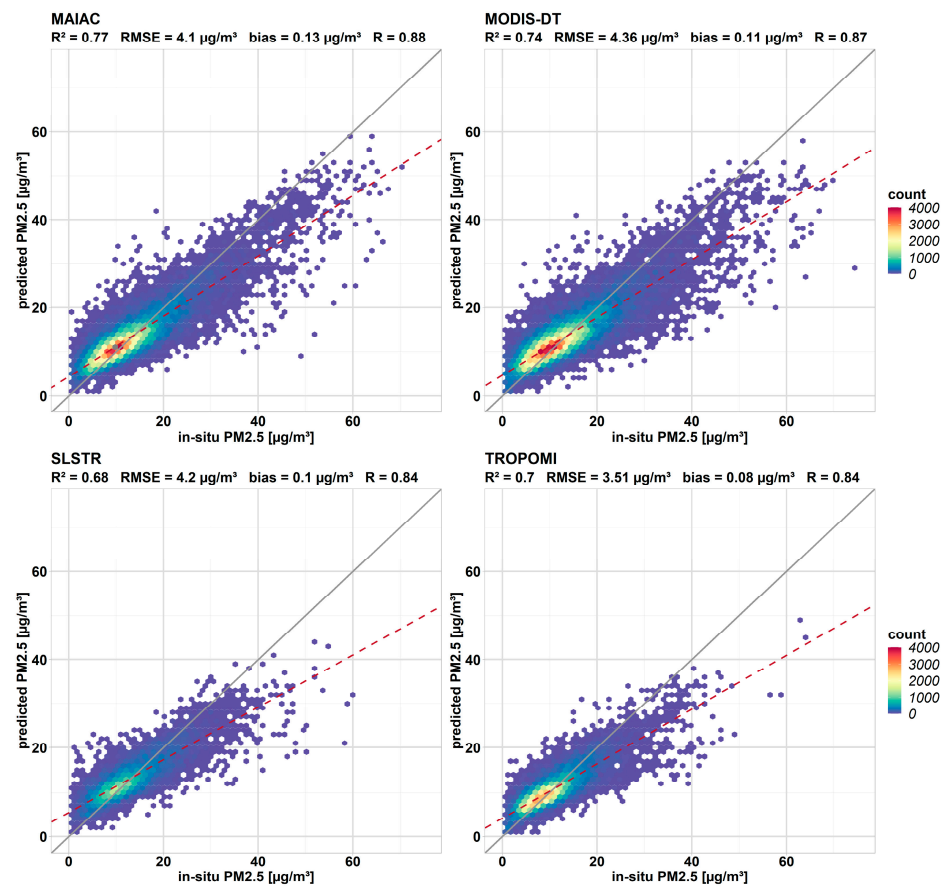 MAIAC
R² = 0.77 RMSE = 4.1 µg/m³ bias = 0.13 µg/m³ R = 0.88
MODIS-DT
R² = 0.74 RMSE = 4.36 µg/m³ bias = 0.11 µg/m³ R = 0.87
predicted PM2.5 [µg/m³]
60
40
20
0
0 20 40 60
in-situ PM2.5 [µg/m³]
predicted PM2.5 [µg/m³]
60
40
20
0
0 20 40 60
in-situ PM2.5 [µg/m³]
count
4000
3000
2000
1000
0
SLSTR
R² = 0.68 RMSE = 4.2 µg/m³ bias = 0.1 µg/m³ R = 0.84
TROPOMI
R² = 0.7 RMSE = 3.51 µg/m³ bias = 0.08 µg/m³ R = 0.84
predicted PM2.5 [µg/m³]
60
40
20
0
0 20 40 60
in-situ PM2.5 [µg/m³]
predicted PM2.5 [µg/m³]
60
40
20
0
0 20 40 60
in-situ PM2.5 [µg/m³]
count
4000
3000
2000
1000
0